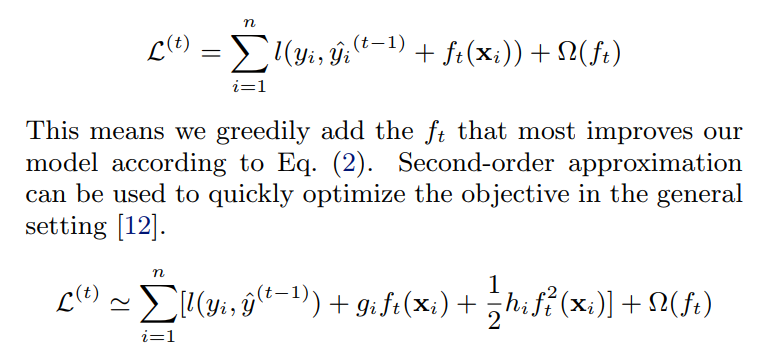 ℒ^(t) = ∑_{i=1}^{n} l(y_i, ŷ_i^(t−1) + f_t(𝐱_i)) + Ω(f_t)
This means we greedily add the f_t that most improves our
model according to Eq. (2). Second-order approximation
can be used to quickly optimize the objective in the general
setting [12].
ℒ^(t) ≃ ∑_{i=1}^{n} [l(y_i, ŷ^(t−1)) + g_i f_t(𝐱_i) + ½ h_i f_t^2(𝐱_i)] + Ω(f_t)